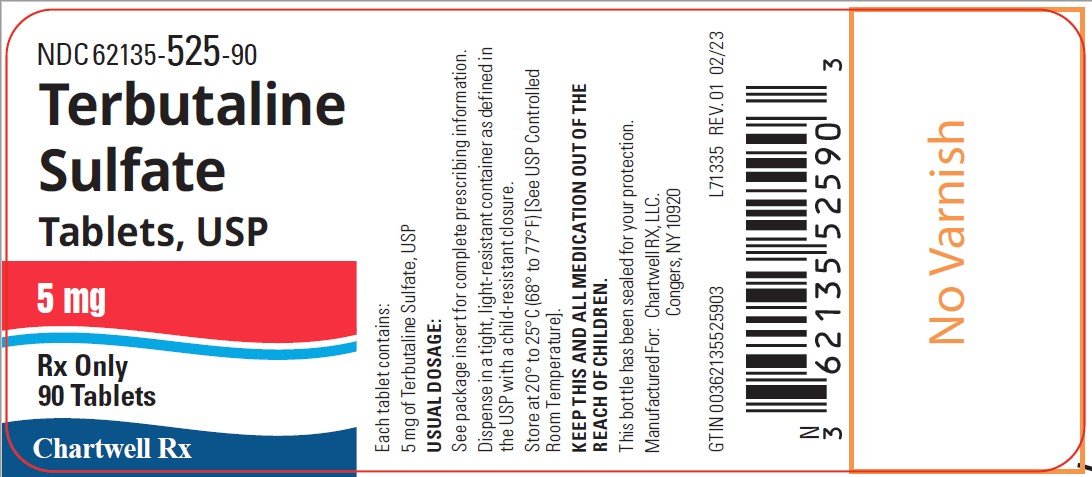 NDC 62135-525-90
Terbutaline
Sulfate
Tablets, USP
5 mg
Rx Only
90 Tablets
Chartwell Rx
Each tablet contains:
5 mg of Terbutaline Sulfate, USP
USUAL DOSAGE:
See package insert for complete prescribing information.
Dispense in a tight, light-resistant container as defined in
the USP with a child-resistant closure.
Store at 20° to 25°C (68° to 77°F) [See USP Controlled
Room Temperature].
KEEP THIS AND ALL MEDICATION OUT OF THE
REACH OF CHILDREN.
This bottle has been sealed for your protection.
Manufactured For: Chartwell RX, LLC.
Congers, NY 10920
GTIN 00362135525903
L71335 REV. 01 02/23
N
3 62135 52590 3
No Varnish